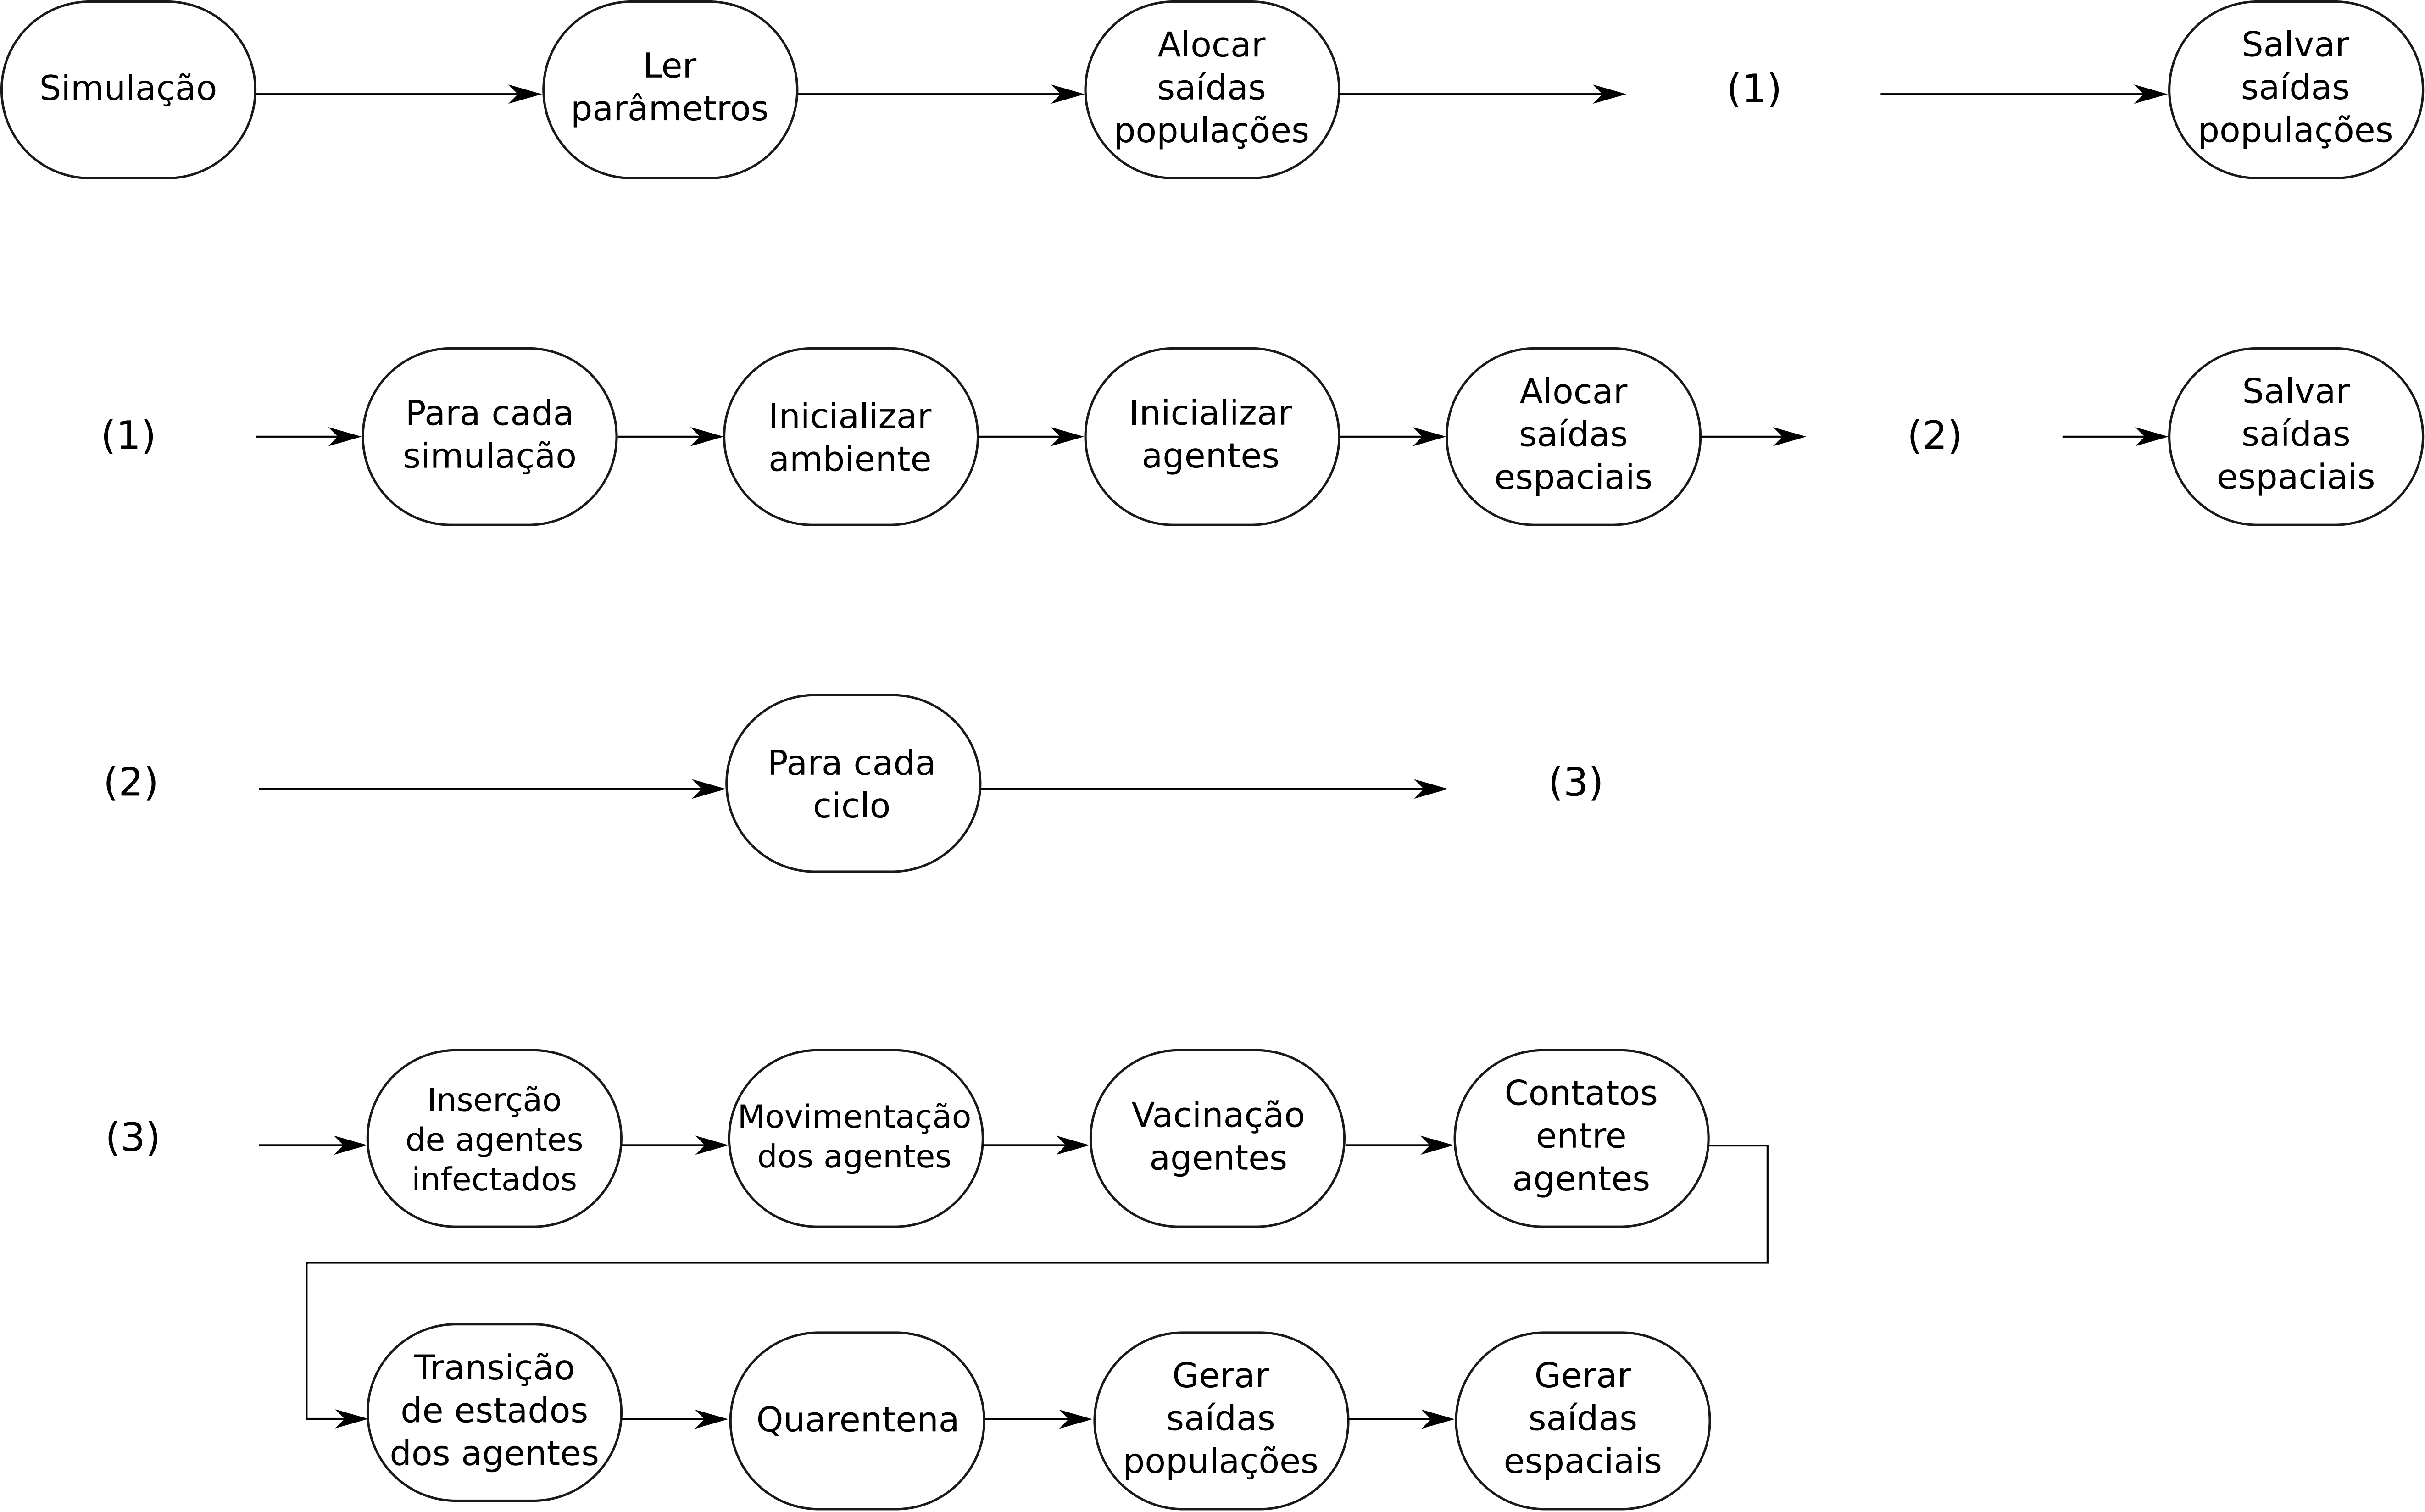 Simulação
Ler
parâmetros
Alocar
saídas
populações
(1)
Salvar
saídas
populações
(1)
Para cada
simulação
Inicializar
ambiente
Inicializar
agentes
Alocar
saídas
espaciais
(2)
Salvar
saídas
espaciais
(2)
Para cada
ciclo
(3)
(3)
Inserção
de agentes
infectados
Movimentação
dos agentes
Vacinação
agentes
Contatos
entre
agentes
Transição
de estados
dos agentes
Quarentena
Gerar
saídas
populações
Gerar
saídas
espaciais